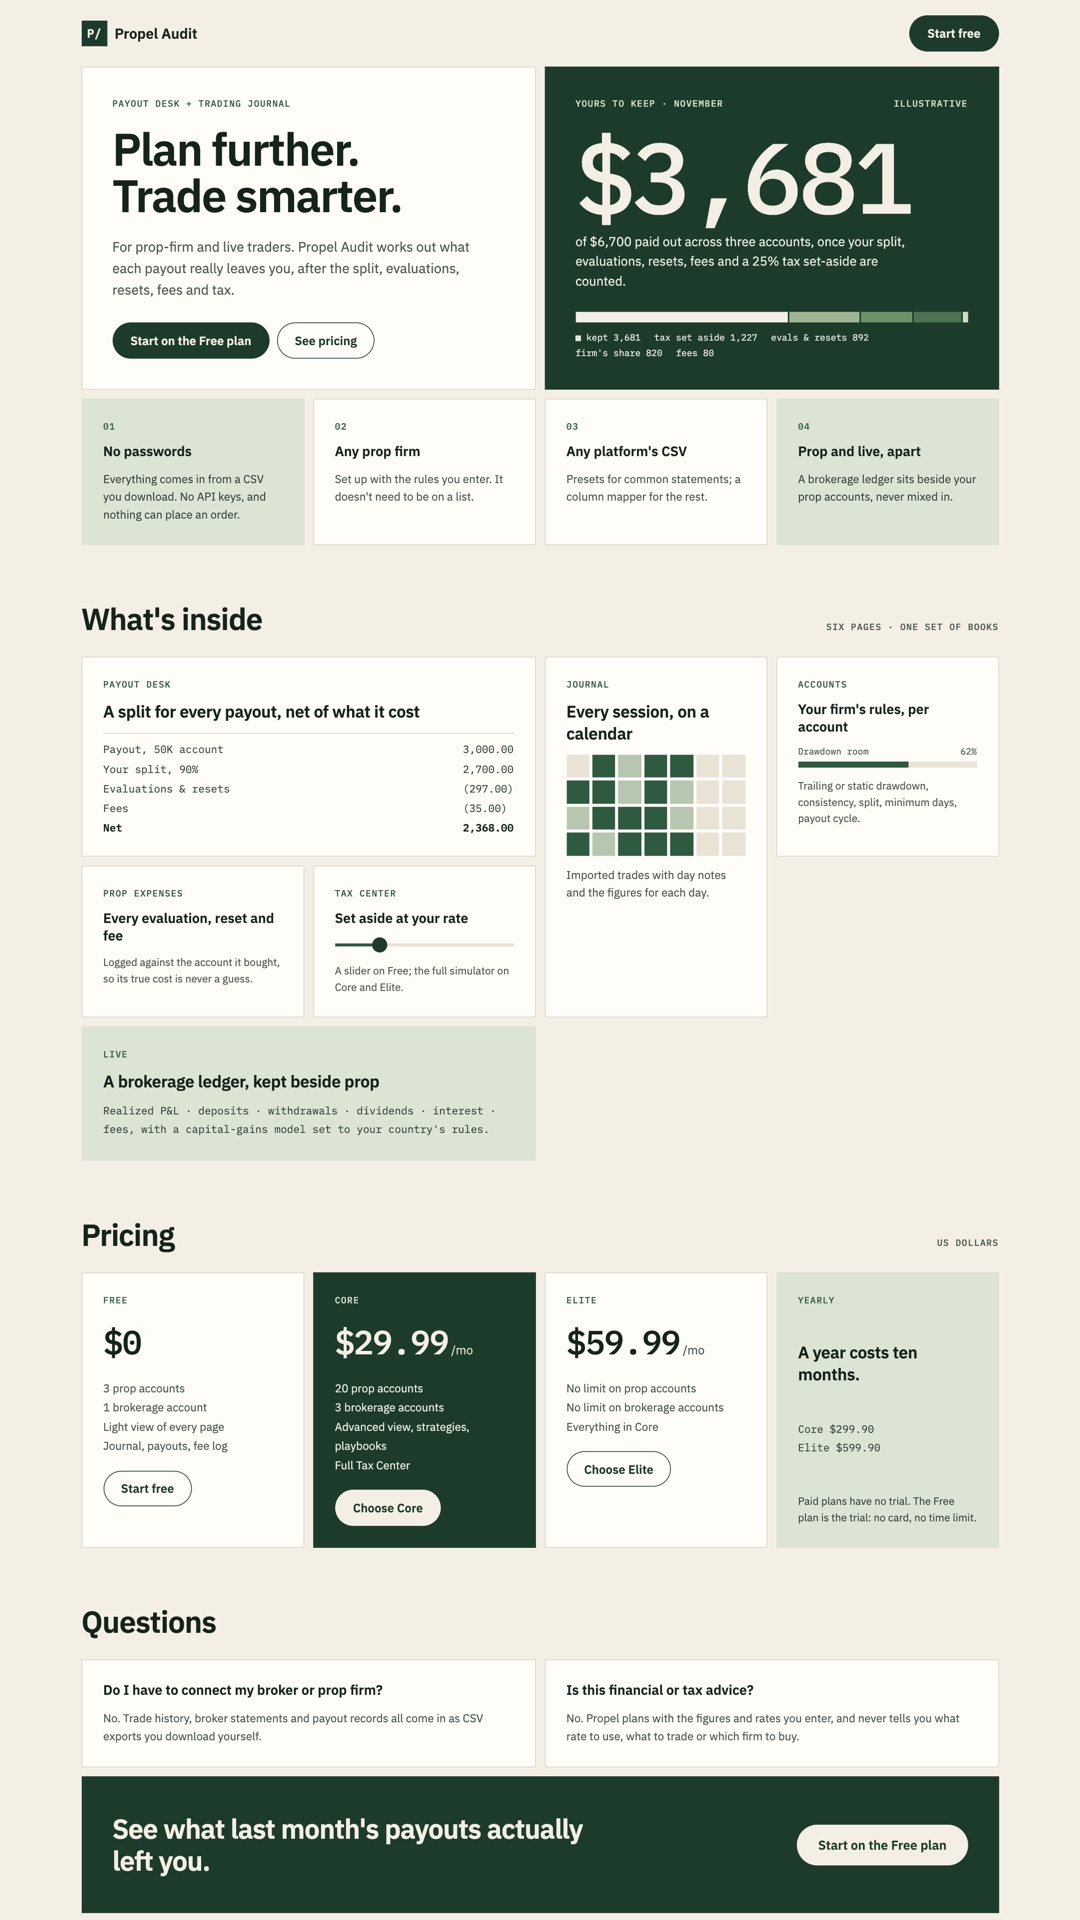 P/ Propel Audit
Start free
PAYOUT DESK + TRADING JOURNAL
Plan further.
Trade smarter.
For prop-firm and live traders. Propel Audit works out what
each payout really leaves you, after the split, evaluations,
resets, fees and tax.
Start on the Free plan
See pricing
YOURS TO KEEP · NOVEMBER
ILLUSTRATIVE
$3,681
of $6,700 paid out across three accounts, once your split,
evaluations, resets, fees and a 25% tax set-aside are
counted.
kept 3,681 tax set aside 1,227 evals & resets 892
firm's share 820 fees 80
01
No passwords
Everything comes in from a CSV
you download. No API keys, and
nothing can place an order.
02
Any prop firm
Set up with the rules you enter. It
doesn't need to be on a list.
03
Any platform's CSV
Presets for common statements; a
column mapper for the rest.
04
Prop and live, apart
A brokerage ledger sits beside your
prop accounts, never mixed in.
What's inside
SIX PAGES · ONE SET OF BOOKS
PAYOUT DESK
A split for every payout, net of what it cost
Payout, 50K account 3,000.00
Your split, 90% 2,700.00
Evaluations & resets (297.00)
Fees (35.00)
Net 2,368.00
JOURNAL
Every session, on a
calendar
Imported trades with day notes
and the figures for each day.
ACCOUNTS
Your firm's rules, per
account
Drawdown room 62%
Trailing or static drawdown,
consistency, split, minimum days,
payout cycle.
PROP EXPENSES
Every evaluation, reset and
fee
Logged against the account it bought,
so its true cost is never a guess.
TAX CENTER
Set aside at your rate
A slider on Free; the full simulator on
Core and Elite.
LIVE
A brokerage ledger, kept beside prop
Realized P&L · deposits · withdrawals · dividends · interest ·
fees, with a capital-gains model set to your country's rules.
Pricing
US DOLLARS
FREE
$0
3 prop accounts
1 brokerage account
Light view of every page
Journal, payouts, fee log
Start free
CORE
$29.99/mo
20 prop accounts
3 brokerage accounts
Advanced view, strategies,
playbooks
Full Tax Center
Choose Core
ELITE
$59.99/mo
No limit on prop accounts
No limit on brokerage accounts
Everything in Core
Choose Elite
YEARLY
A year costs ten
months.
Core $299.90
Elite $599.90
Paid plans have no trial. The Free
plan is the trial: no card, no time limit.
Questions
Do I have to connect my broker or prop firm?
No. Trade history, broker statements and payout records all come in as CSV
exports you download yourself.
Is this financial or tax advice?
No. Propel plans with the figures and rates you enter, and never tells you what
rate to use, what to trade or which firm to buy.
See what last month's payouts actually
left you.
Start on the Free plan